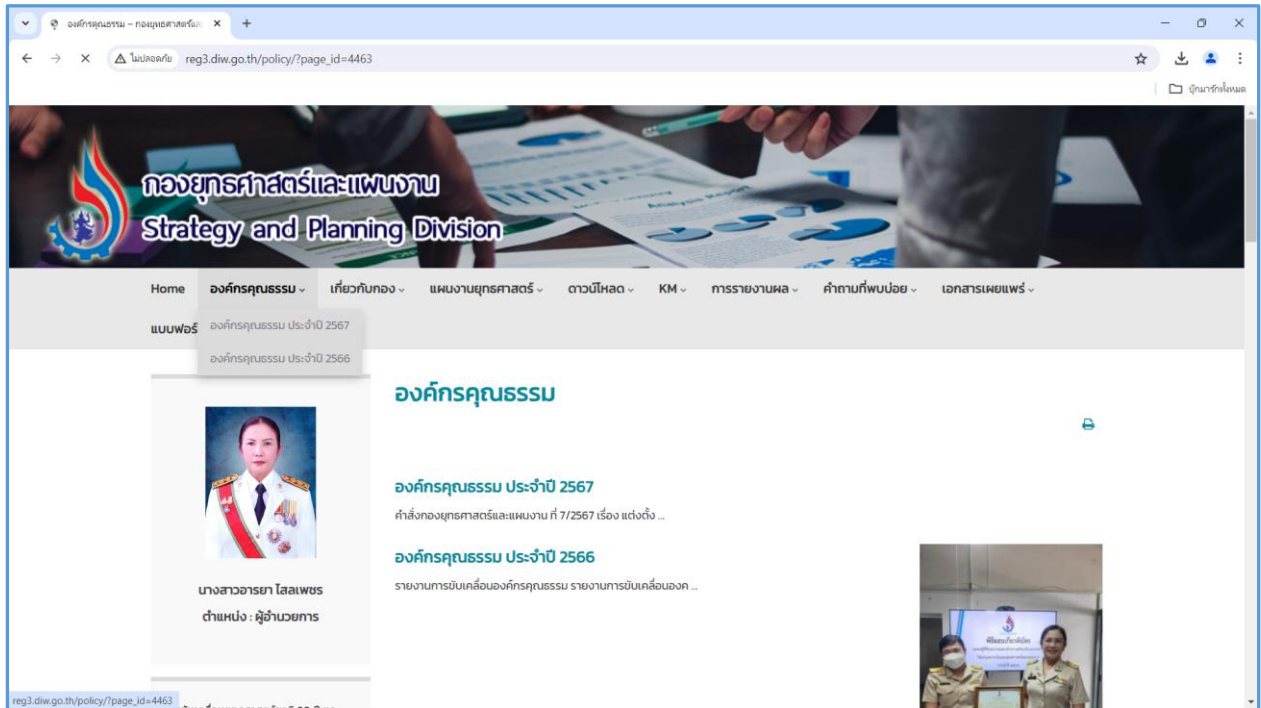 องค์กรคุณธรรม – กองยุทธศาสตร์และ
ไม่ปลอดภัย reg3.diw.go.th/policy/?page_id=4463
บุ๊กมาร์กทั้งหมด
กองยุทธศาสตร์และแผนงาน
Strategy and Planning Division
Analysis Report
Home องค์กรคุณธรรม เกี่ยวกับกอง แผนงานยุทธศาสตร์ ดาวน์โหลด KM การรายงานผล คำถามที่พบบ่อย เอกสารเผยแพร่
แบบฟอร์
องค์กรคุณธรรม ประจำปี 2567
องค์กรคุณธรรม ประจำปี 2566
องค์กรคุณธรรม
องค์กรคุณธรรม ประจำปี 2567
คำสั่งกองยุทธศาสตร์และแผนงาน ที่ 7/2567 เรื่อง แต่งตั้ง ...
องค์กรคุณธรรม ประจำปี 2566
รายงานการขับเคลื่อนองค์กรคุณธรรม รายงานการขับเคลื่อนองค ...
นางสาวอารยา ไสลเพชร
ตำแหน่ง : ผู้อำนวยการ
reg3.diw.go.th/policy/?page_id=4463